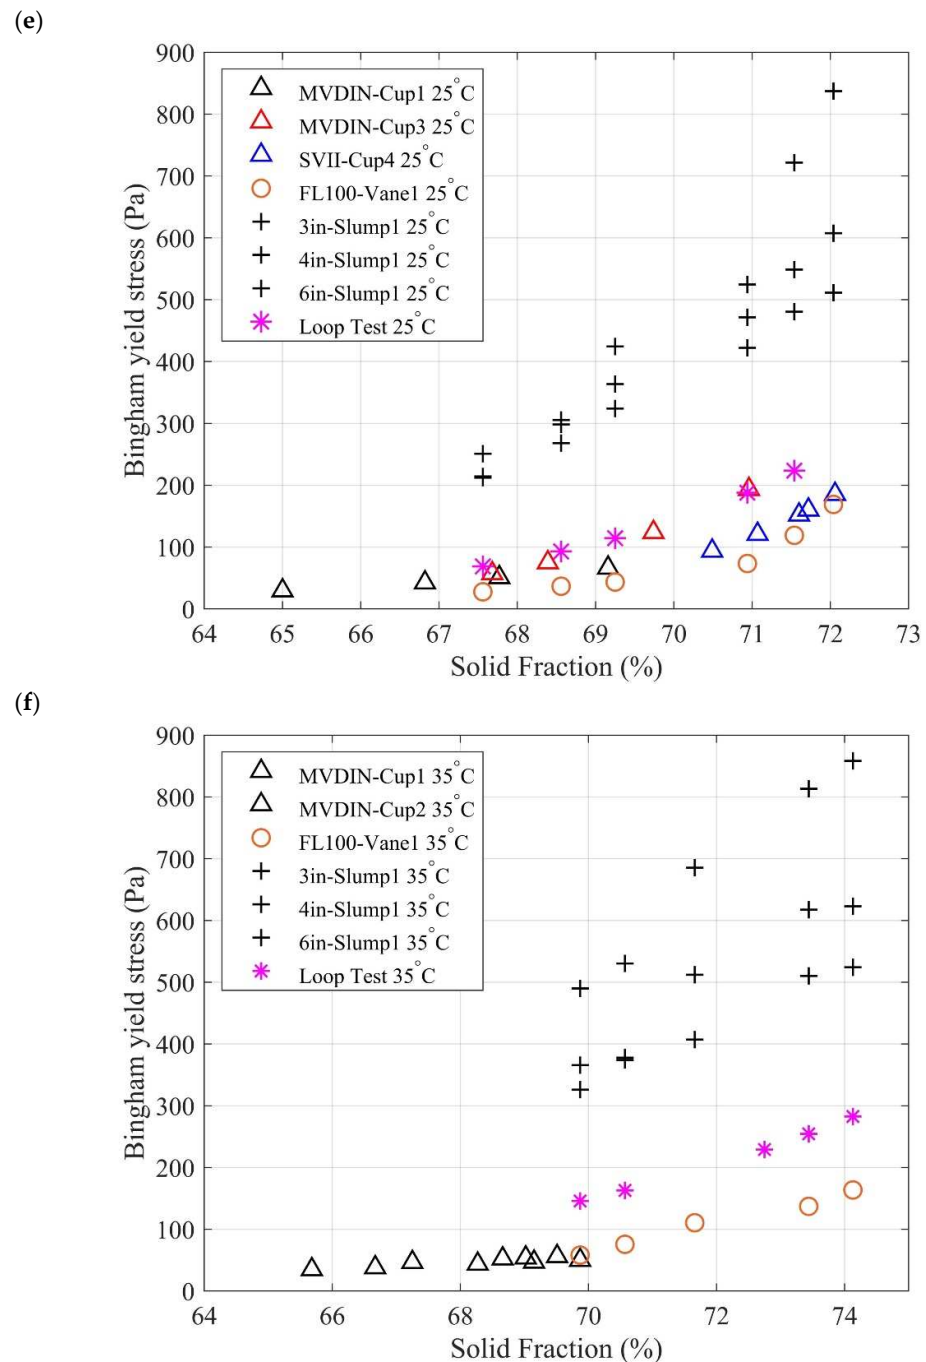 (e)
900
800
700
600
500
400
300
200
100
0
Bingham yield stress (Pa)
MVDIN-Cup1 25°C
MVDIN-Cup3 25°C
SVII-Cup4 25°C
FL100-Vane1 25°C
3in-Slump1 25°C
4in-Slump1 25°C
6in-Slump1 25°C
Loop Test 25°C
64 65 66 67 68 69 70 71 72 73
Solid Fraction (%)
(f)
900
800
700
600
500
400
300
200
100
0
Bingham yield stress (Pa)
MVDIN-Cup1 35°C
MVDIN-Cup2 35°C
FL100-Vane1 35°C
3in-Slump1 35°C
4in-Slump1 35°C
6in-Slump1 35°C
Loop Test 35°C
64 66 68 70 72 74
Solid Fraction (%)